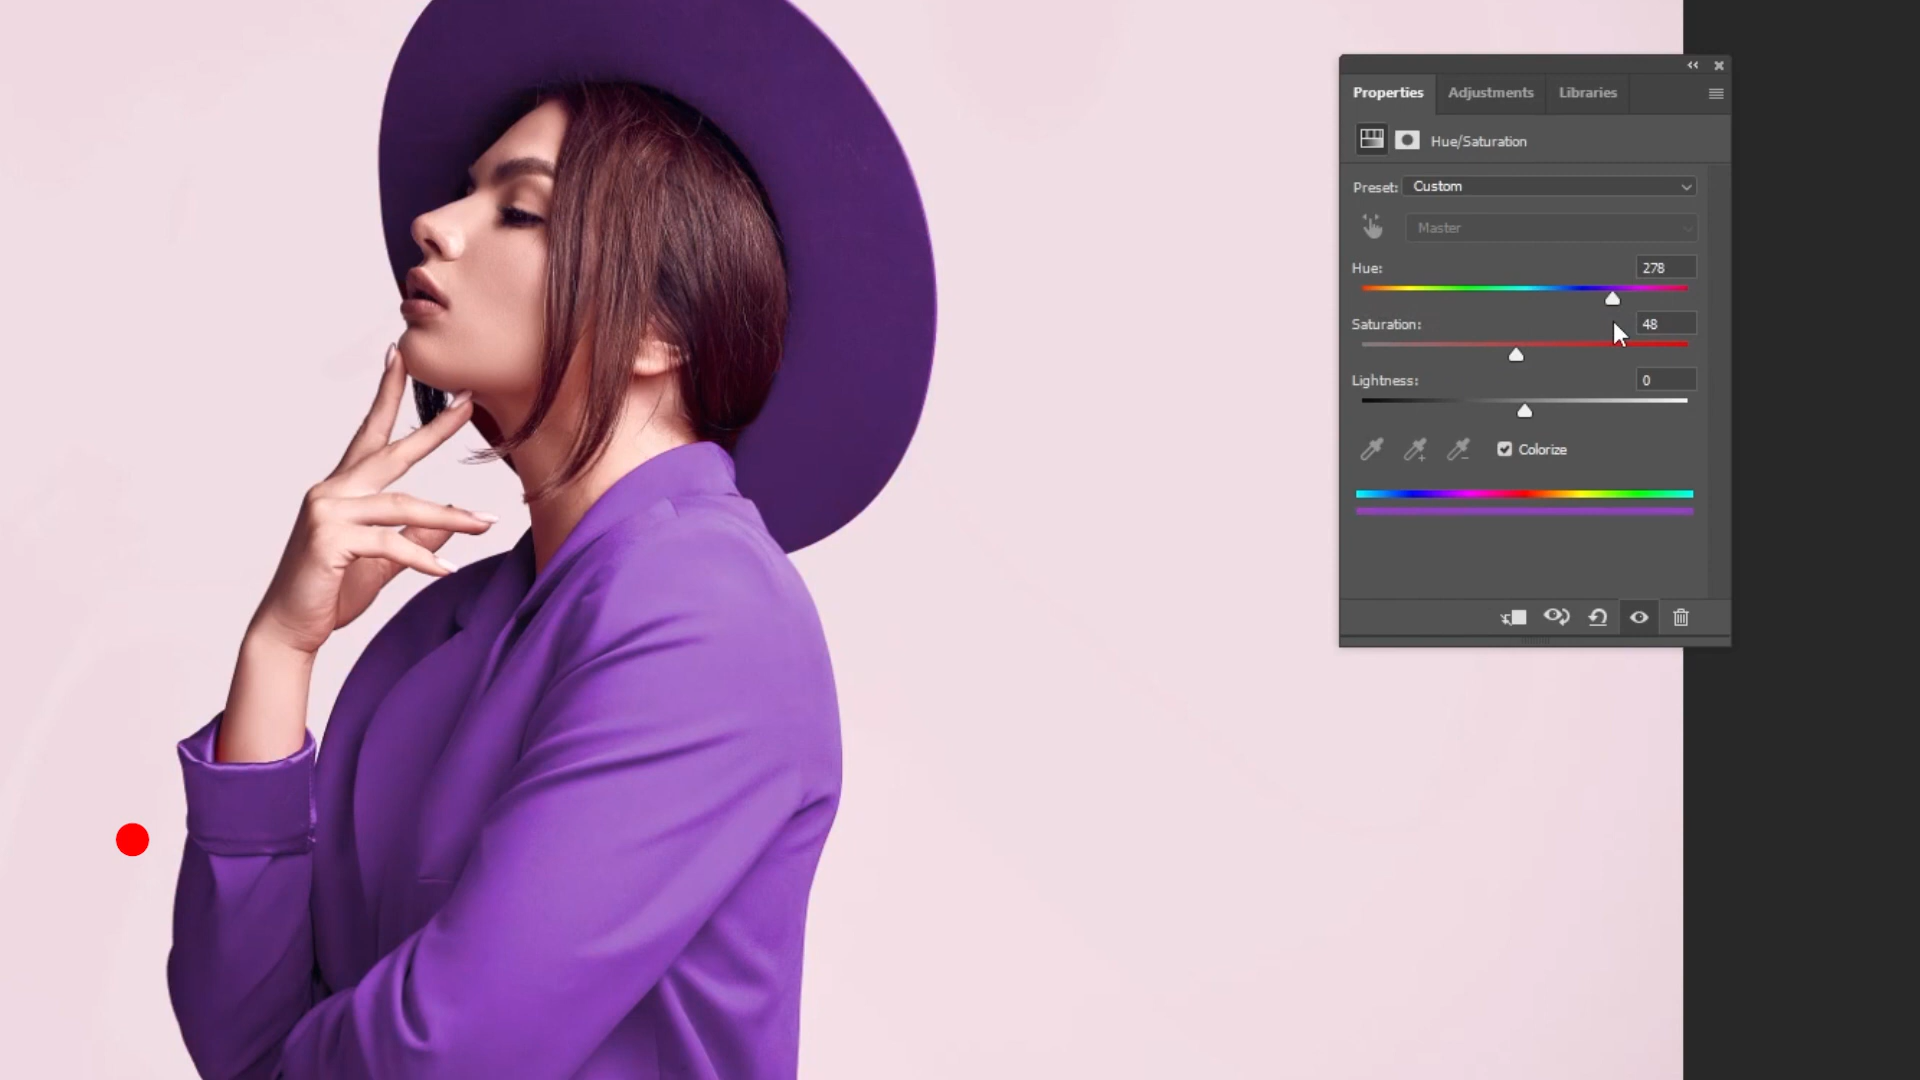 Properties Adjustments Libraries
Hue/Saturation
Preset: Custom
Master
Hue: 278
Saturation: 48
Lightness: 0
Colorize